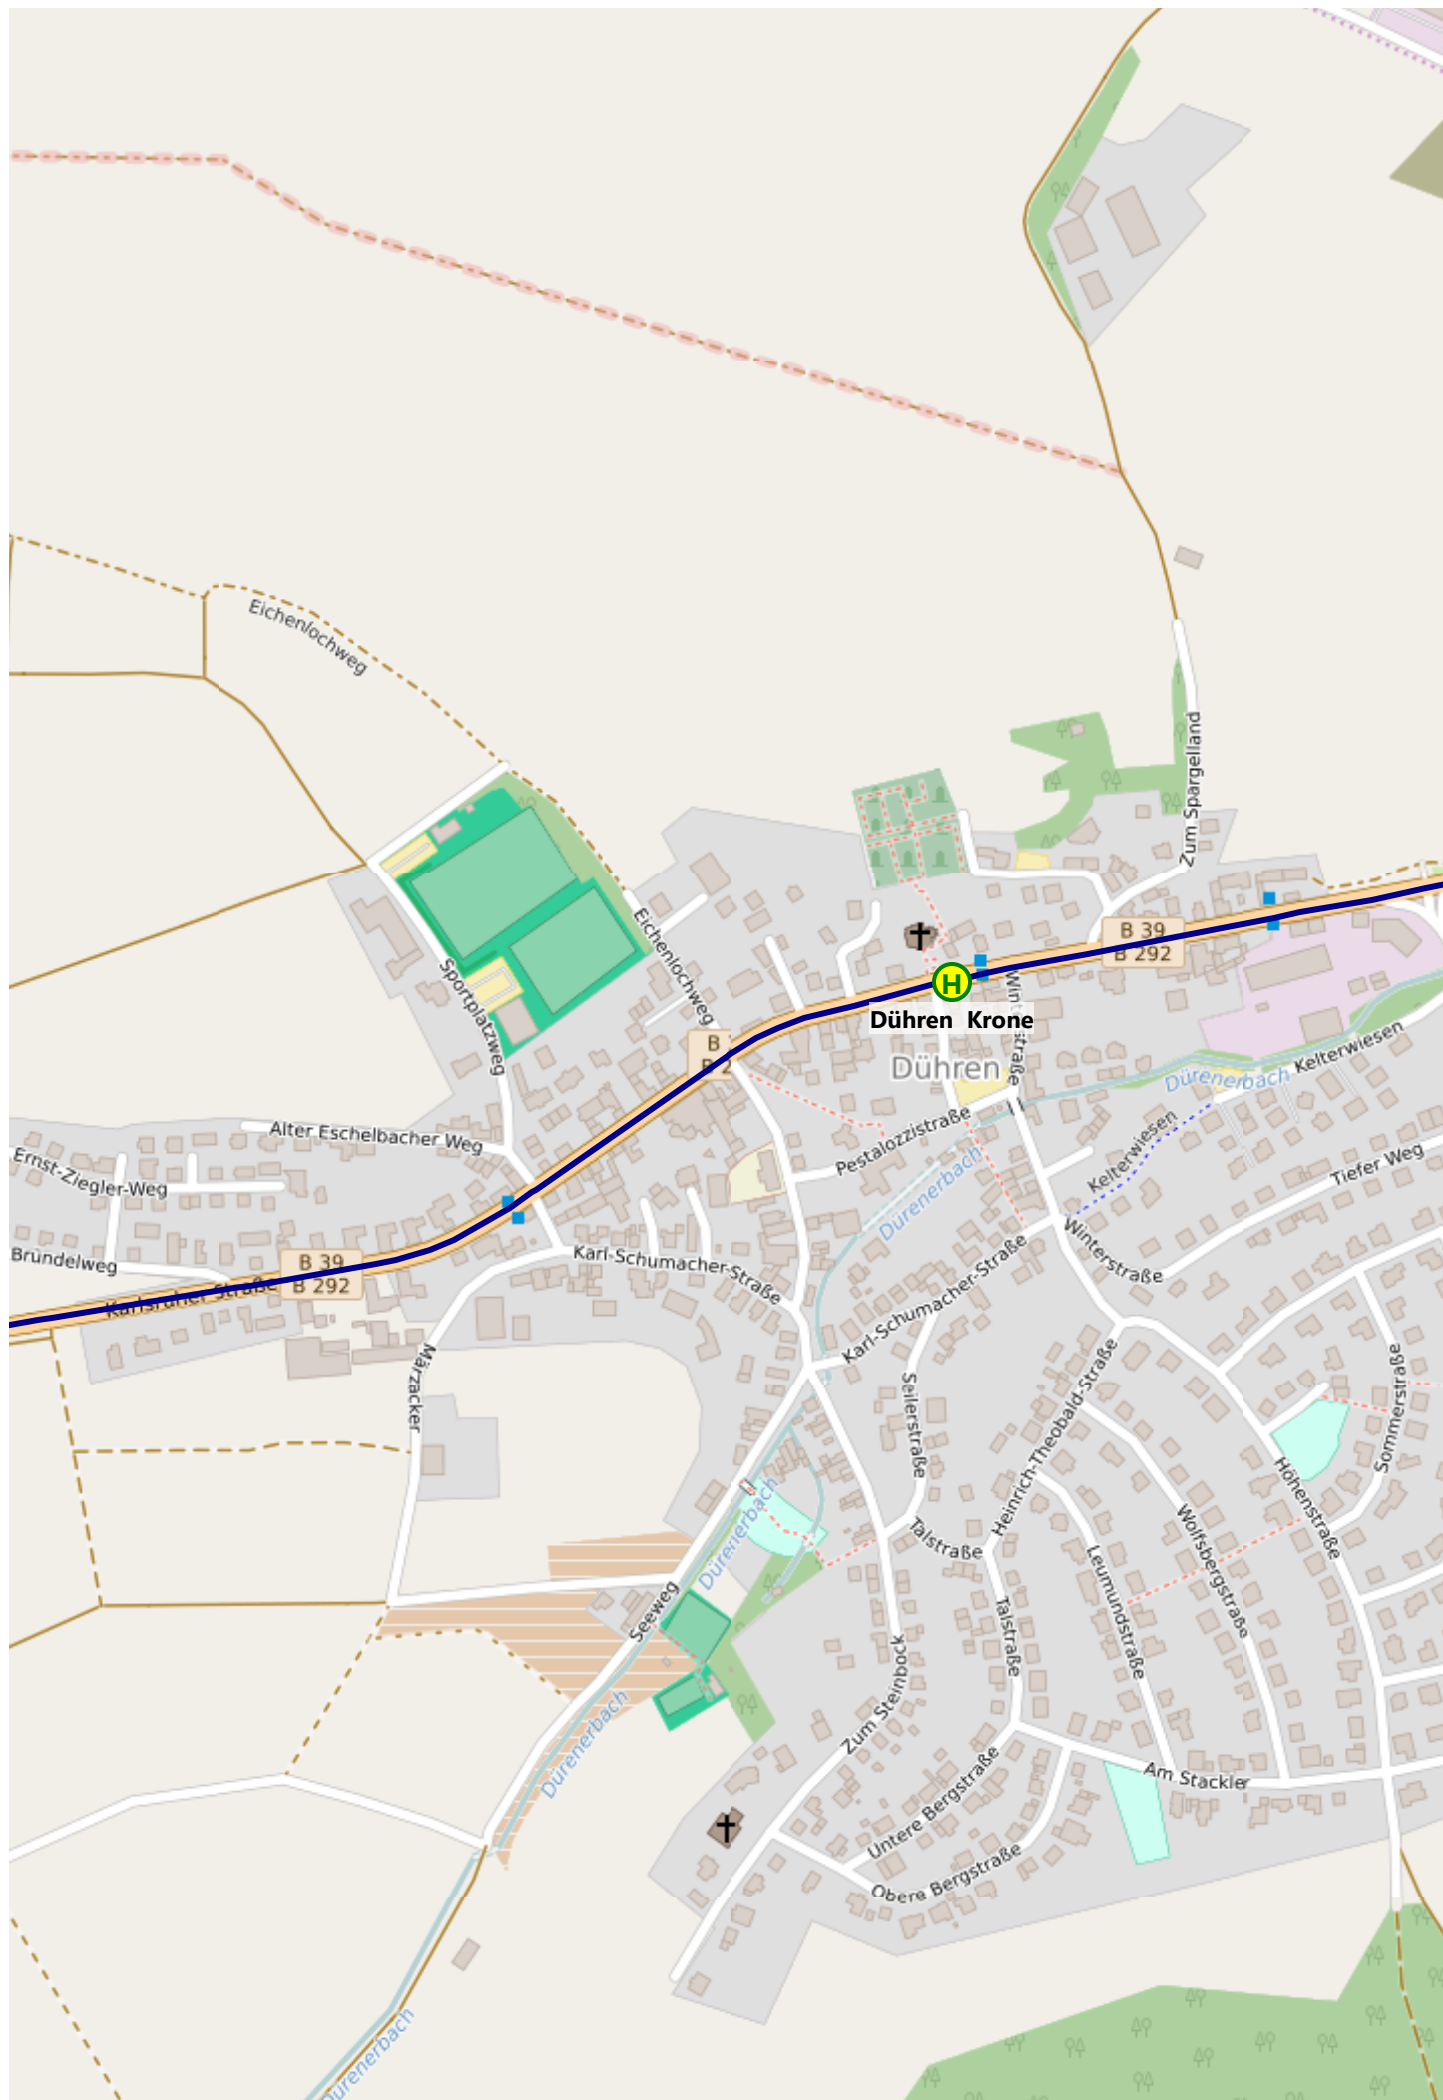 Eichenlochweg
Zum Spargelland
Eichenlochweg
B 39
B 292
Sportplatzweg
H
Dühren Krone
Dühren
Kelterwiesen
Dürenerbach
B
Pestalozzistraße
Alter Eschelbacher Weg
Ernst-Ziegler-Weg
Kelterwiesen
Tiefer Weg
Dürenerbach
Bründelweg
B 39
B 292
Karlsruher Straße
Karl-Schumacher-Straße
Winterstraße
Karl-Schumacher-Straße
Märzäcker
Seilerstraße
Heinrich-Theobald-Straße
Sommerstraße
Höhenstraße
Dürenerbach
Talstraße
Wolfsbergstraße
Leumundstraße
Seeweg
Talstraße
Zum Steinbock
Dürenerbach
Am Stackler
Untere Bergstraße
Obere Bergstraße
Dürenerbach